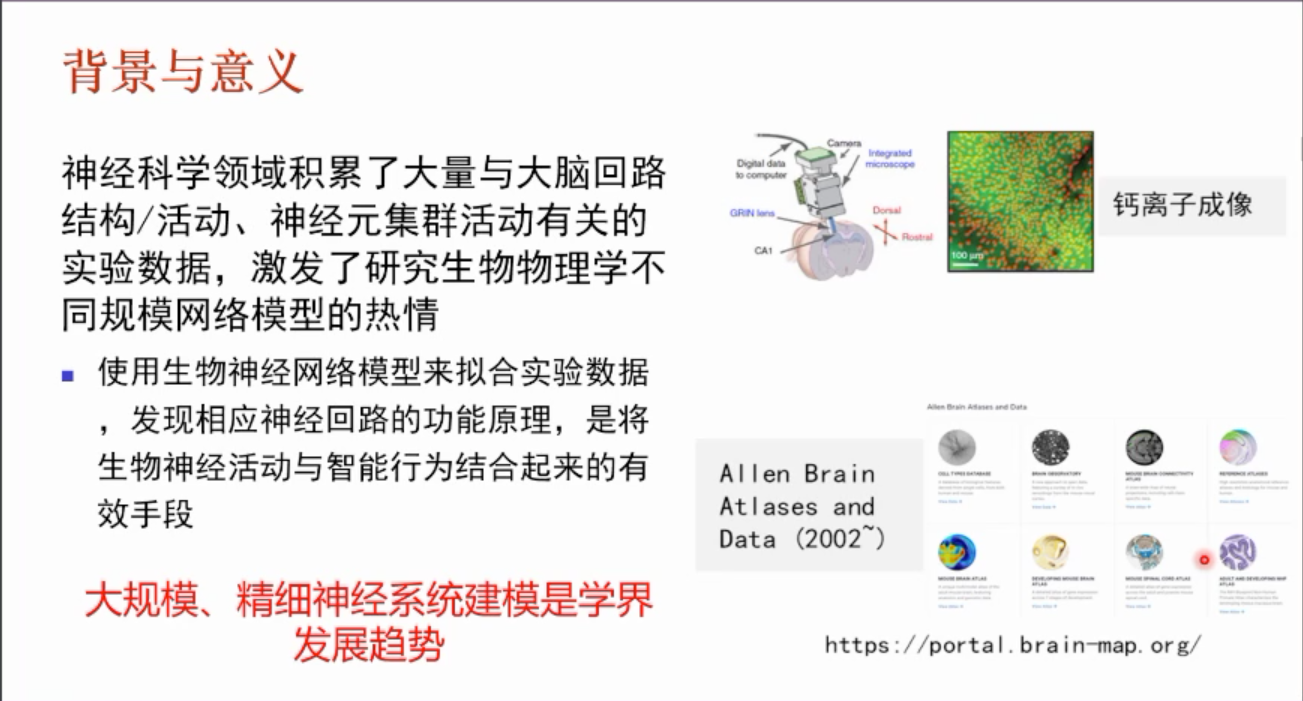 背景与意义
神经科学领域积累了大量与大脑回路
结构/活动、神经元集群活动有关的
实验数据，激发了研究生物物理学不
同规模网络模型的热情
使用生物神经网络模型来拟合实验数据
，发现相应神经回路的功能原理，是将
生物神经活动与智能行为结合起来的有
效手段
大规模、精细神经系统建模是学界
发展趋势
Camera
Digital data
to computer
Integrated
microscope
GRIN lens
Dorsal
Rostral
CA1
100 μm
钙离子成像
Allen Brain
Atlases and
Data (2002~)
Allen Brain Atlases and Data
CELL TYPES DATABASE
BRAIN OBSERVATORY
MOUSE BRAIN CONNECTIVITY
ATLAS
REFERENCE ATLASES
MOUSE BRAIN ATLAS
DEVELOPING MOUSE BRAIN
ATLAS
MOUSE SPINAL CORD ATLAS
ADULT AND DEVELOPING NHP
ATLAS
https://portal.brain-map.org/